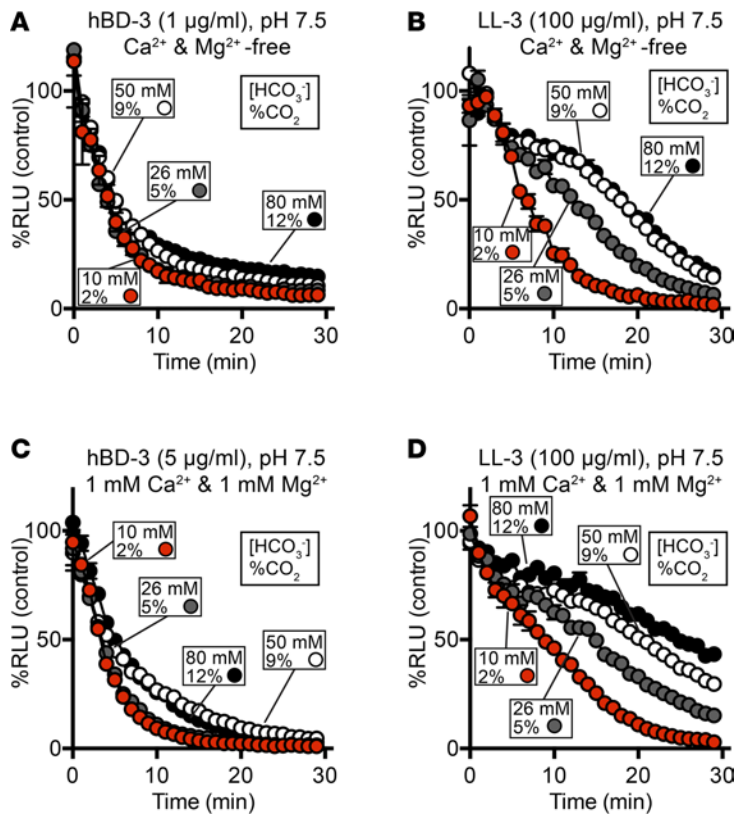 A
hBD-3 (1 µg/ml), pH 7.5
Ca²⁺ & Mg²⁺ -free
%RLU (control)
100
50
0
50 mM
9%
[HCO₃⁻]
%CO₂
26 mM
5%
80 mM
12%
10 mM
2%
0 10 20 30
Time (min)
B
LL-3 (100 µg/ml), pH 7.5
Ca²⁺ & Mg²⁺-free
%RLU (control)
100
50
0
50 mM
9%
[HCO₃⁻]
%CO₂
80 mM
12%
10 mM
2%
26 mM
5%
0 10 20 30
Time (min)
C
hBD-3 (5 µg/ml), pH 7.5
1 mM Ca²⁺ & 1 mM Mg²⁺
%RLU (control)
100
50
0
10 mM
2%
[HCO₃⁻]
%CO₂
26 mM
5%
50 mM
9%
80 mM
12%
0 10 20 30
Time (min)
D
LL-3 (100 µg/ml), pH 7.5
1 mM Ca²⁺ & 1 mM Mg²⁺
%RLU (control)
100
50
0
80 mM
12%
50 mM
9%
[HCO₃⁻]
%CO₂
10 mM
2%
26 mM
5%
0 10 20 30
Time (min)